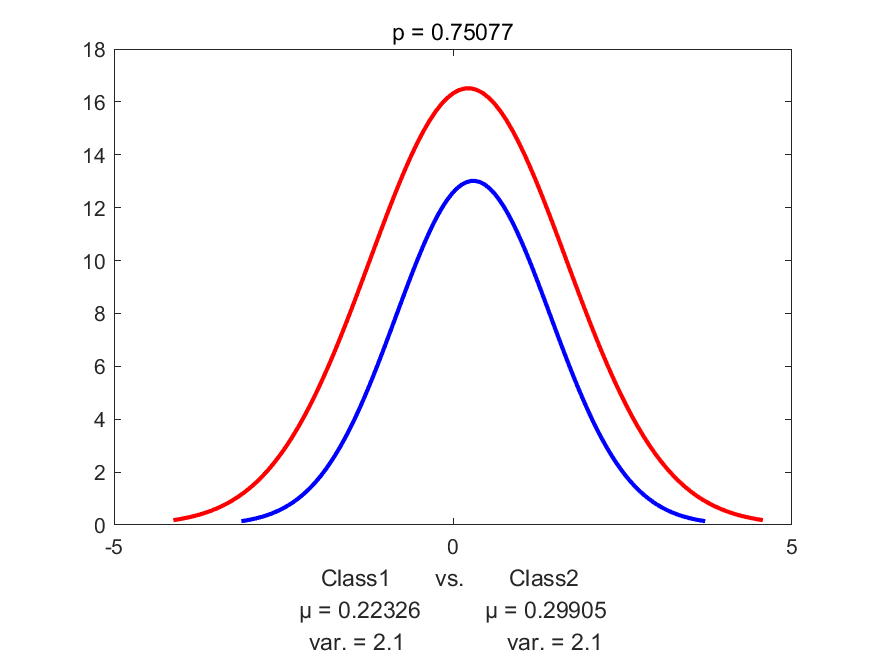 p = 0.75077
18
16
14
12
10
8
6
4
2
0
-5 0 5
Class1 vs. Class2
μ = 0.22326 μ = 0.29905
var. = 2.1 var. = 2.1